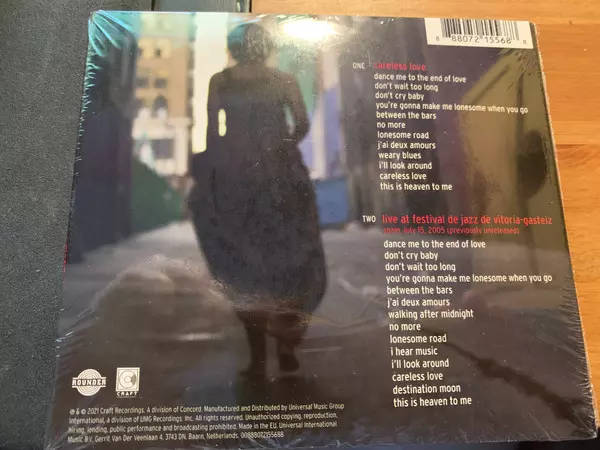 8 88072 15568 8
ONE careless love
dance me to the end of love
don't wait too long
don't cry baby
you're gonna make me lonesome when you go
between the bars
no more
lonesome road
j'ai deux amours
weary blues
i'll look around
careless love
this is heaven to me
TWO live at festival de jazz de vitoria-gasteiz
spain july 15, 2005 (previously unreleased)
dance me to the end of love
don't cry baby
don't wait too long
you're gonna make me lonesome when you go
between the bars
j'ai deux amours
walking after midnight
no more
lonesome road
i hear music
i'll look around
careless love
destination moon
this is heaven to me
ROUNDER
CRAFT
℗ & © 2021 Craft Recordings. A division of Concord. Manufactured and Distributed by Universal Music Group
International, a division of UMG Recordings Inc. All rights reserved. Unauthorized copying, reproduction,
hiring, lending, public performance and broadcasting prohibited. Made in the EU. Universal International
Music B.V. Gerrit Van Der Veenlaan 4, 3743 DN, Baarn, Netherlands. 00888072155688